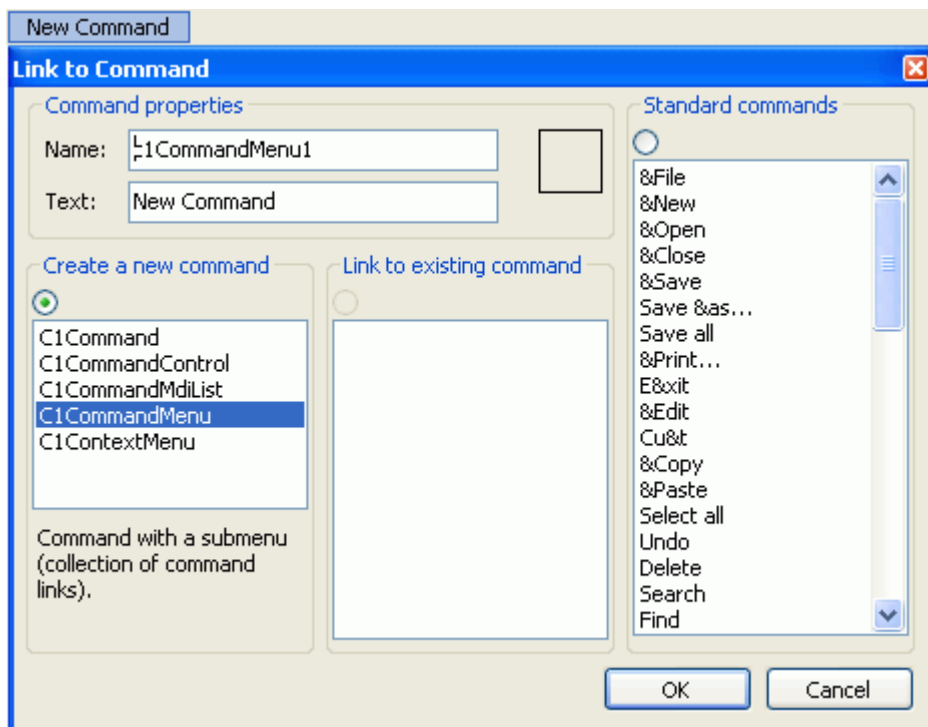 New Command
Link to Command
Command properties
Name:
C1CommandMenu1
Text:
New Command
Create a new command
C1Command
C1CommandControl
C1CommandMdiList
C1CommandMenu
C1ContextMenu
Command with a submenu
(collection of command
links).
Link to existing command
Standard commands
&File
&New
&Open
&Close
&Save
Save &as...
Save all
&Print...
E&xit
&Edit
Cu&t
&Copy
&Paste
Select all
Undo
Delete
Search
Find
OK
Cancel